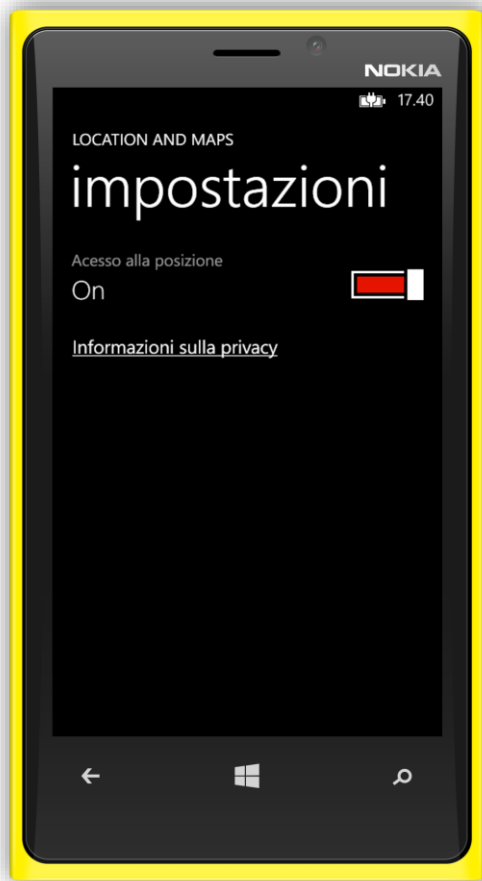 NOKIA
17.40
LOCATION AND MAPS
impostazioni
Acesso alla posizione
On
Informazioni sulla privacy